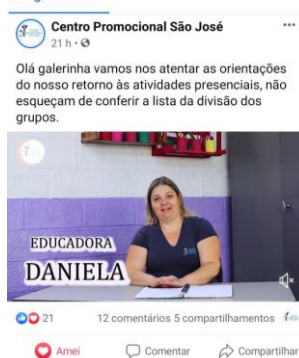 Centro Promocional São José
21 h
Olá galerinha vamos nos atentar as orientações
do nosso retorno às atividades presenciais, não
esqueçam de conferir a lista da divisão dos
grupos.
EDUCADORA
DANIELA
21
12 comentários 5 compartilhamentos
Amei
Comentar
Compartilhar